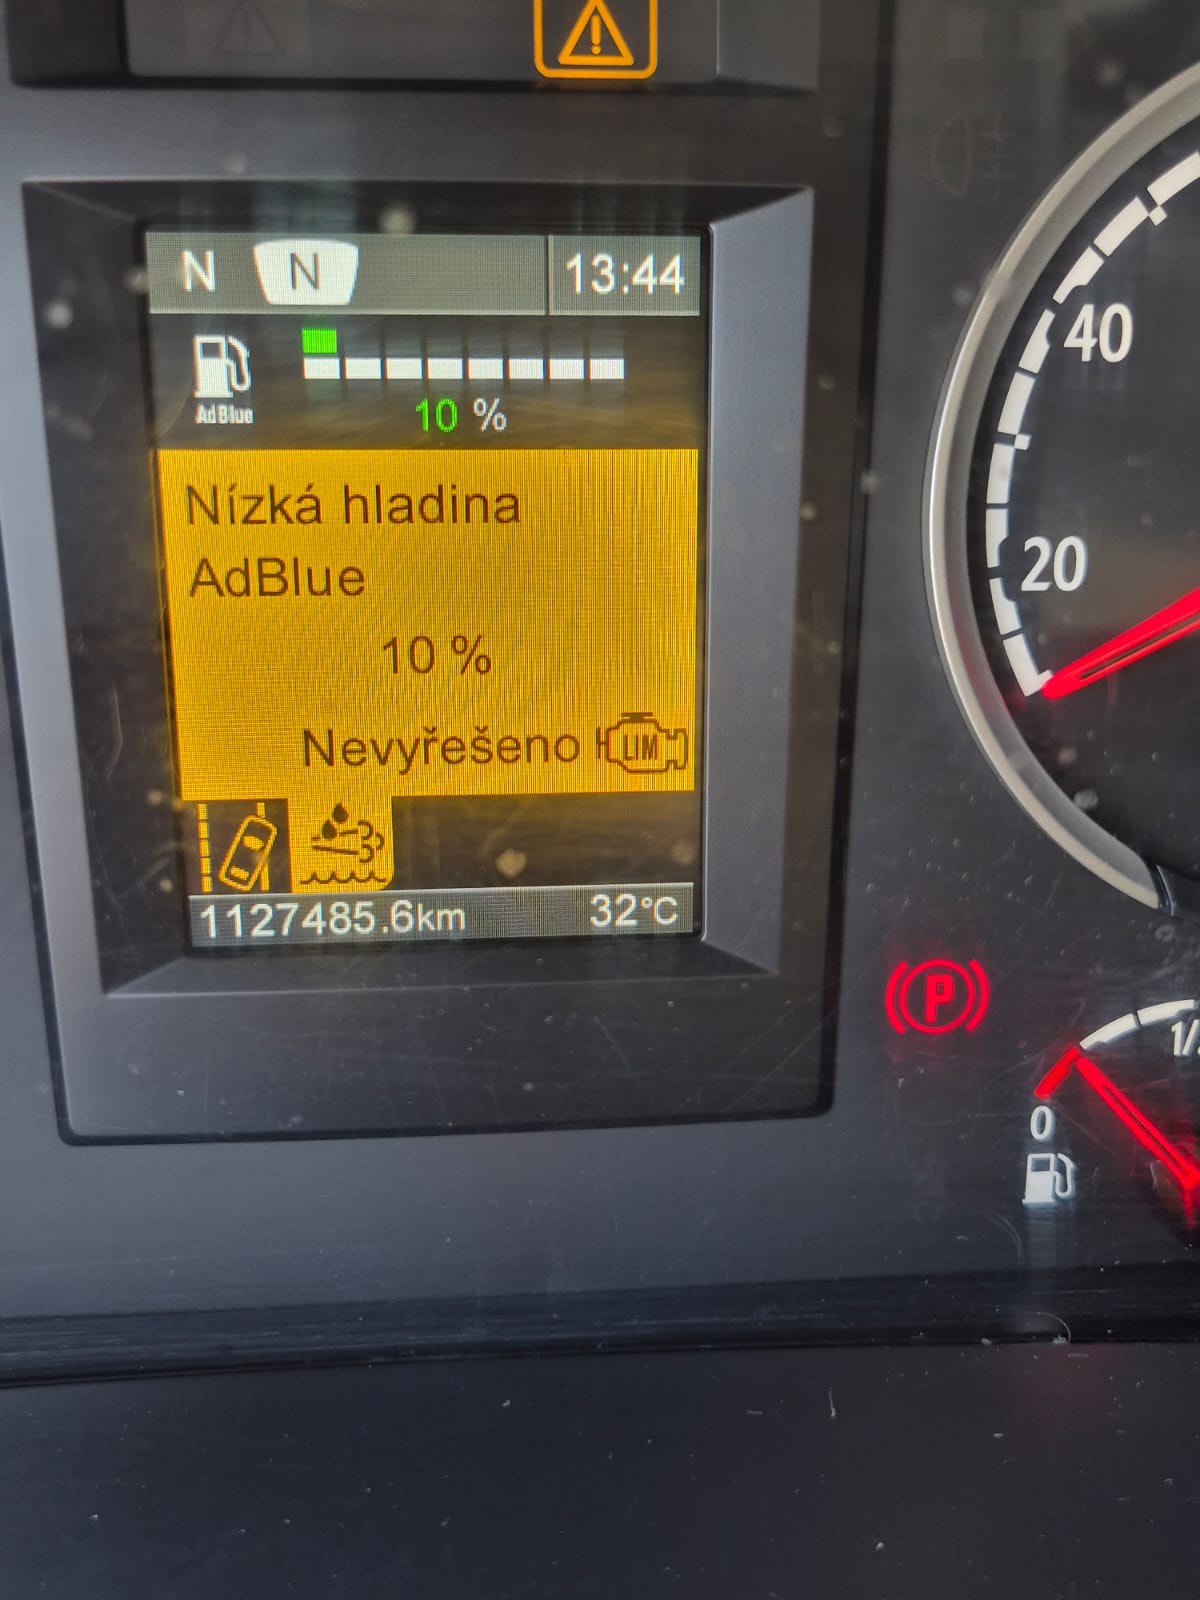 N N 13:44
AdBlue
10 %
Nízká hladina
AdBlue
10 %
Nevyřešeno
LIM
1127485.6km 32°C
40
20
P
1/
0